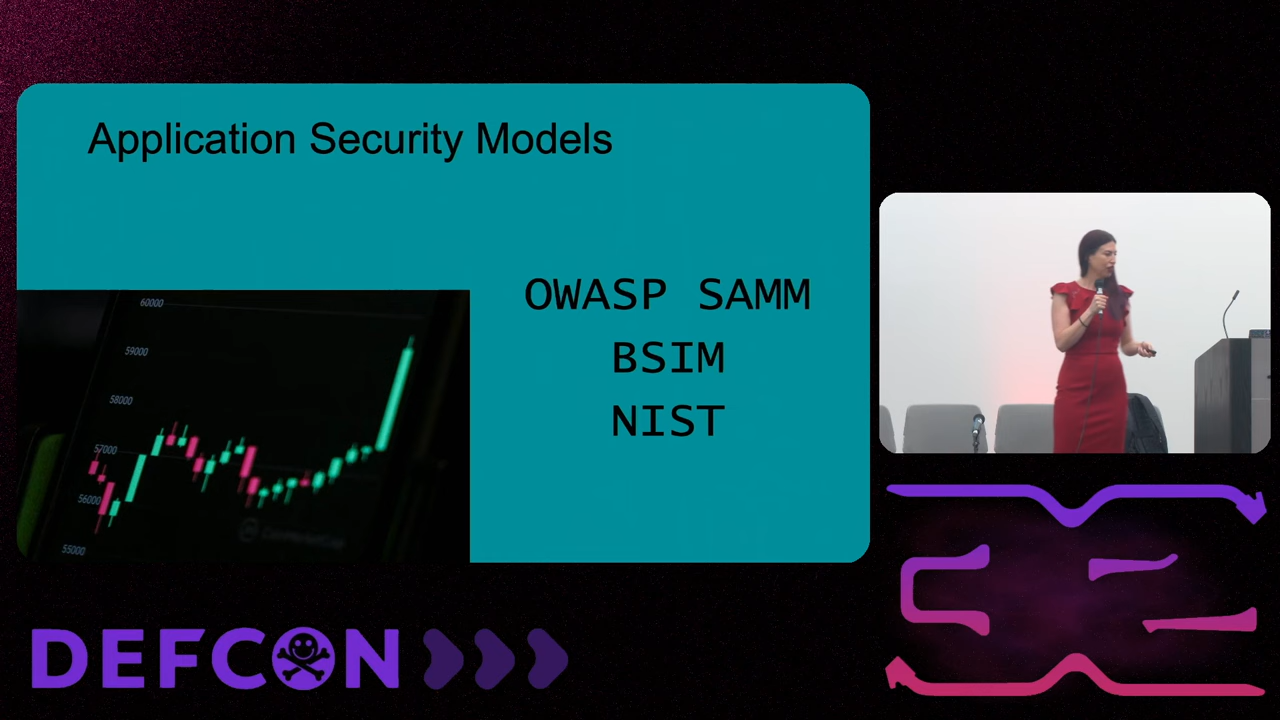 Application Security Models
OWASP SAMM
BSIM
NIST
60000
59000
58000
57000
56000
55000
DEFCON